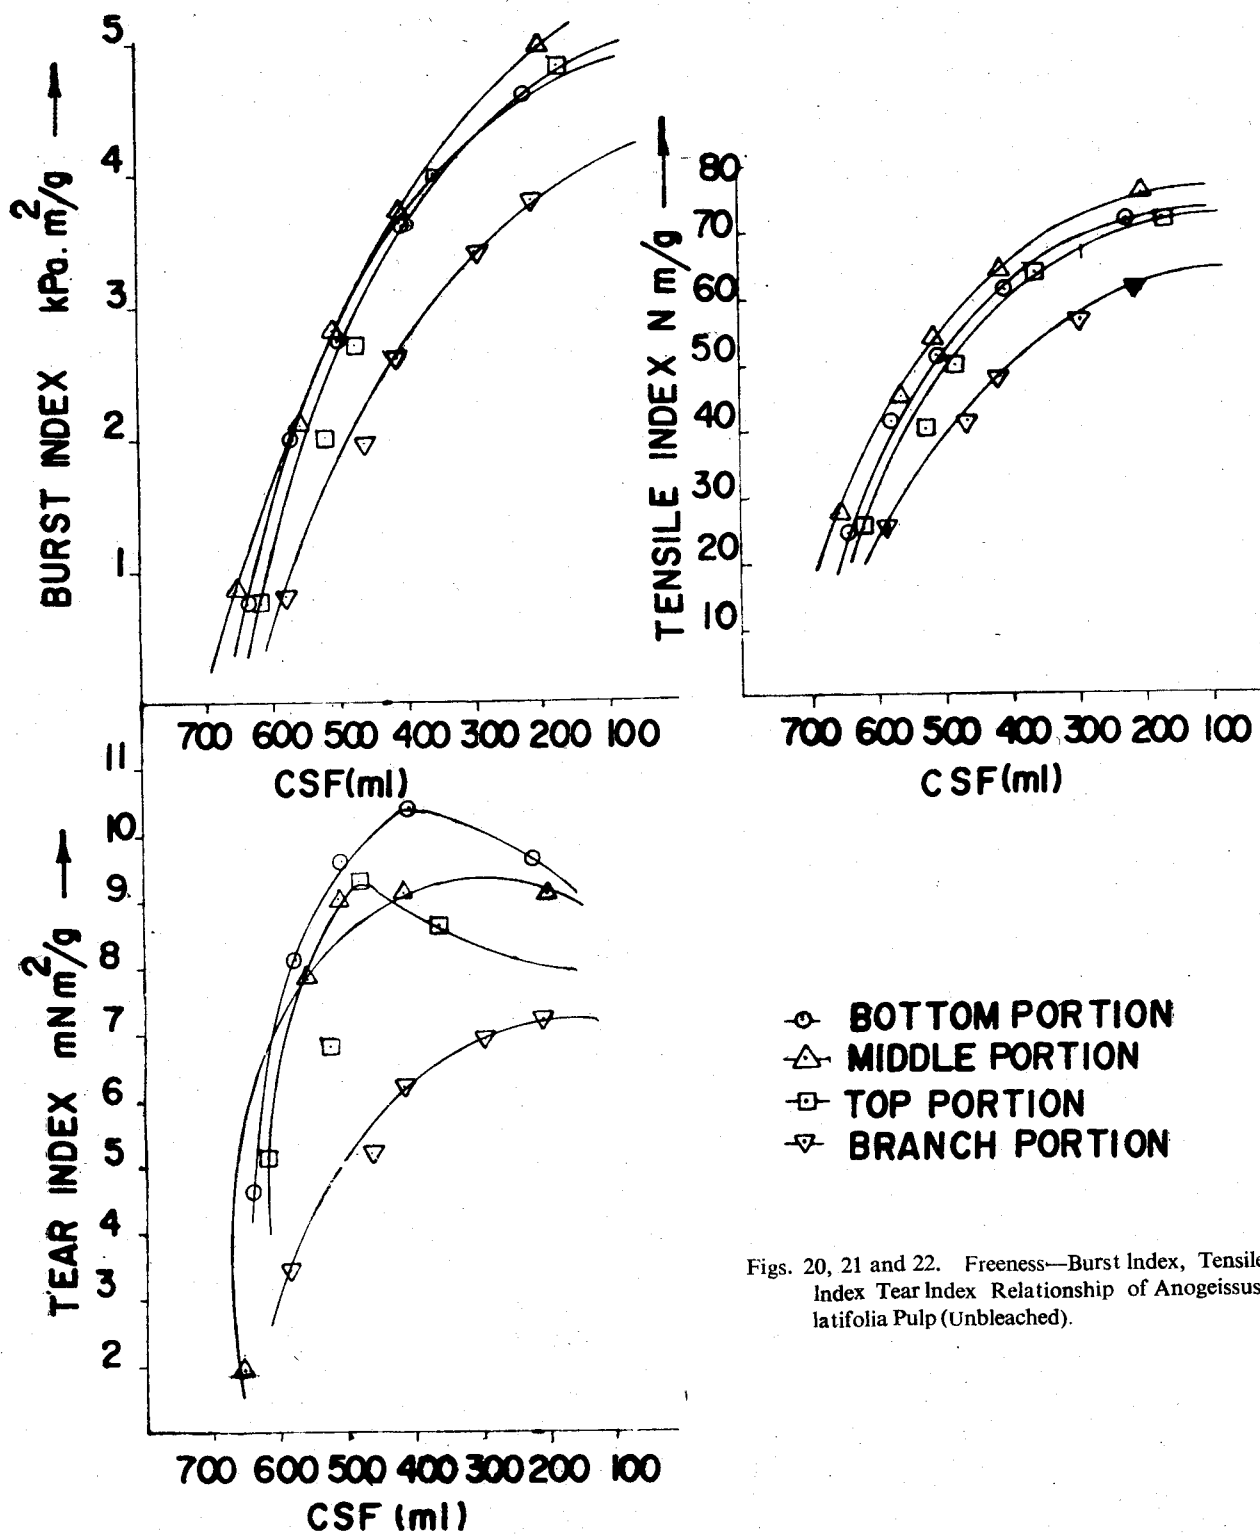 5
4
3
2
1
BURST INDEX kPa. m²/g
700 600 500 400 300 200 100
CSF(ml)
80
70
60
50
40
30
20
10
TENSILE INDEX N m/g
700 600 500 400 300 200 100
CSF(ml)
11
10
9
8
7
6
5
4
3
2
TEAR INDEX mN m²/g
700 600 500 400 300 200 100
CSF (ml)
BOTTOM PORTION
MIDDLE PORTION
TOP PORTION
BRANCH PORTION
Figs. 20, 21 and 22. Freeness—Burst Index, Tensile
Index Tear Index Relationship of Anogeissus
latifolia Pulp (Unbleached).